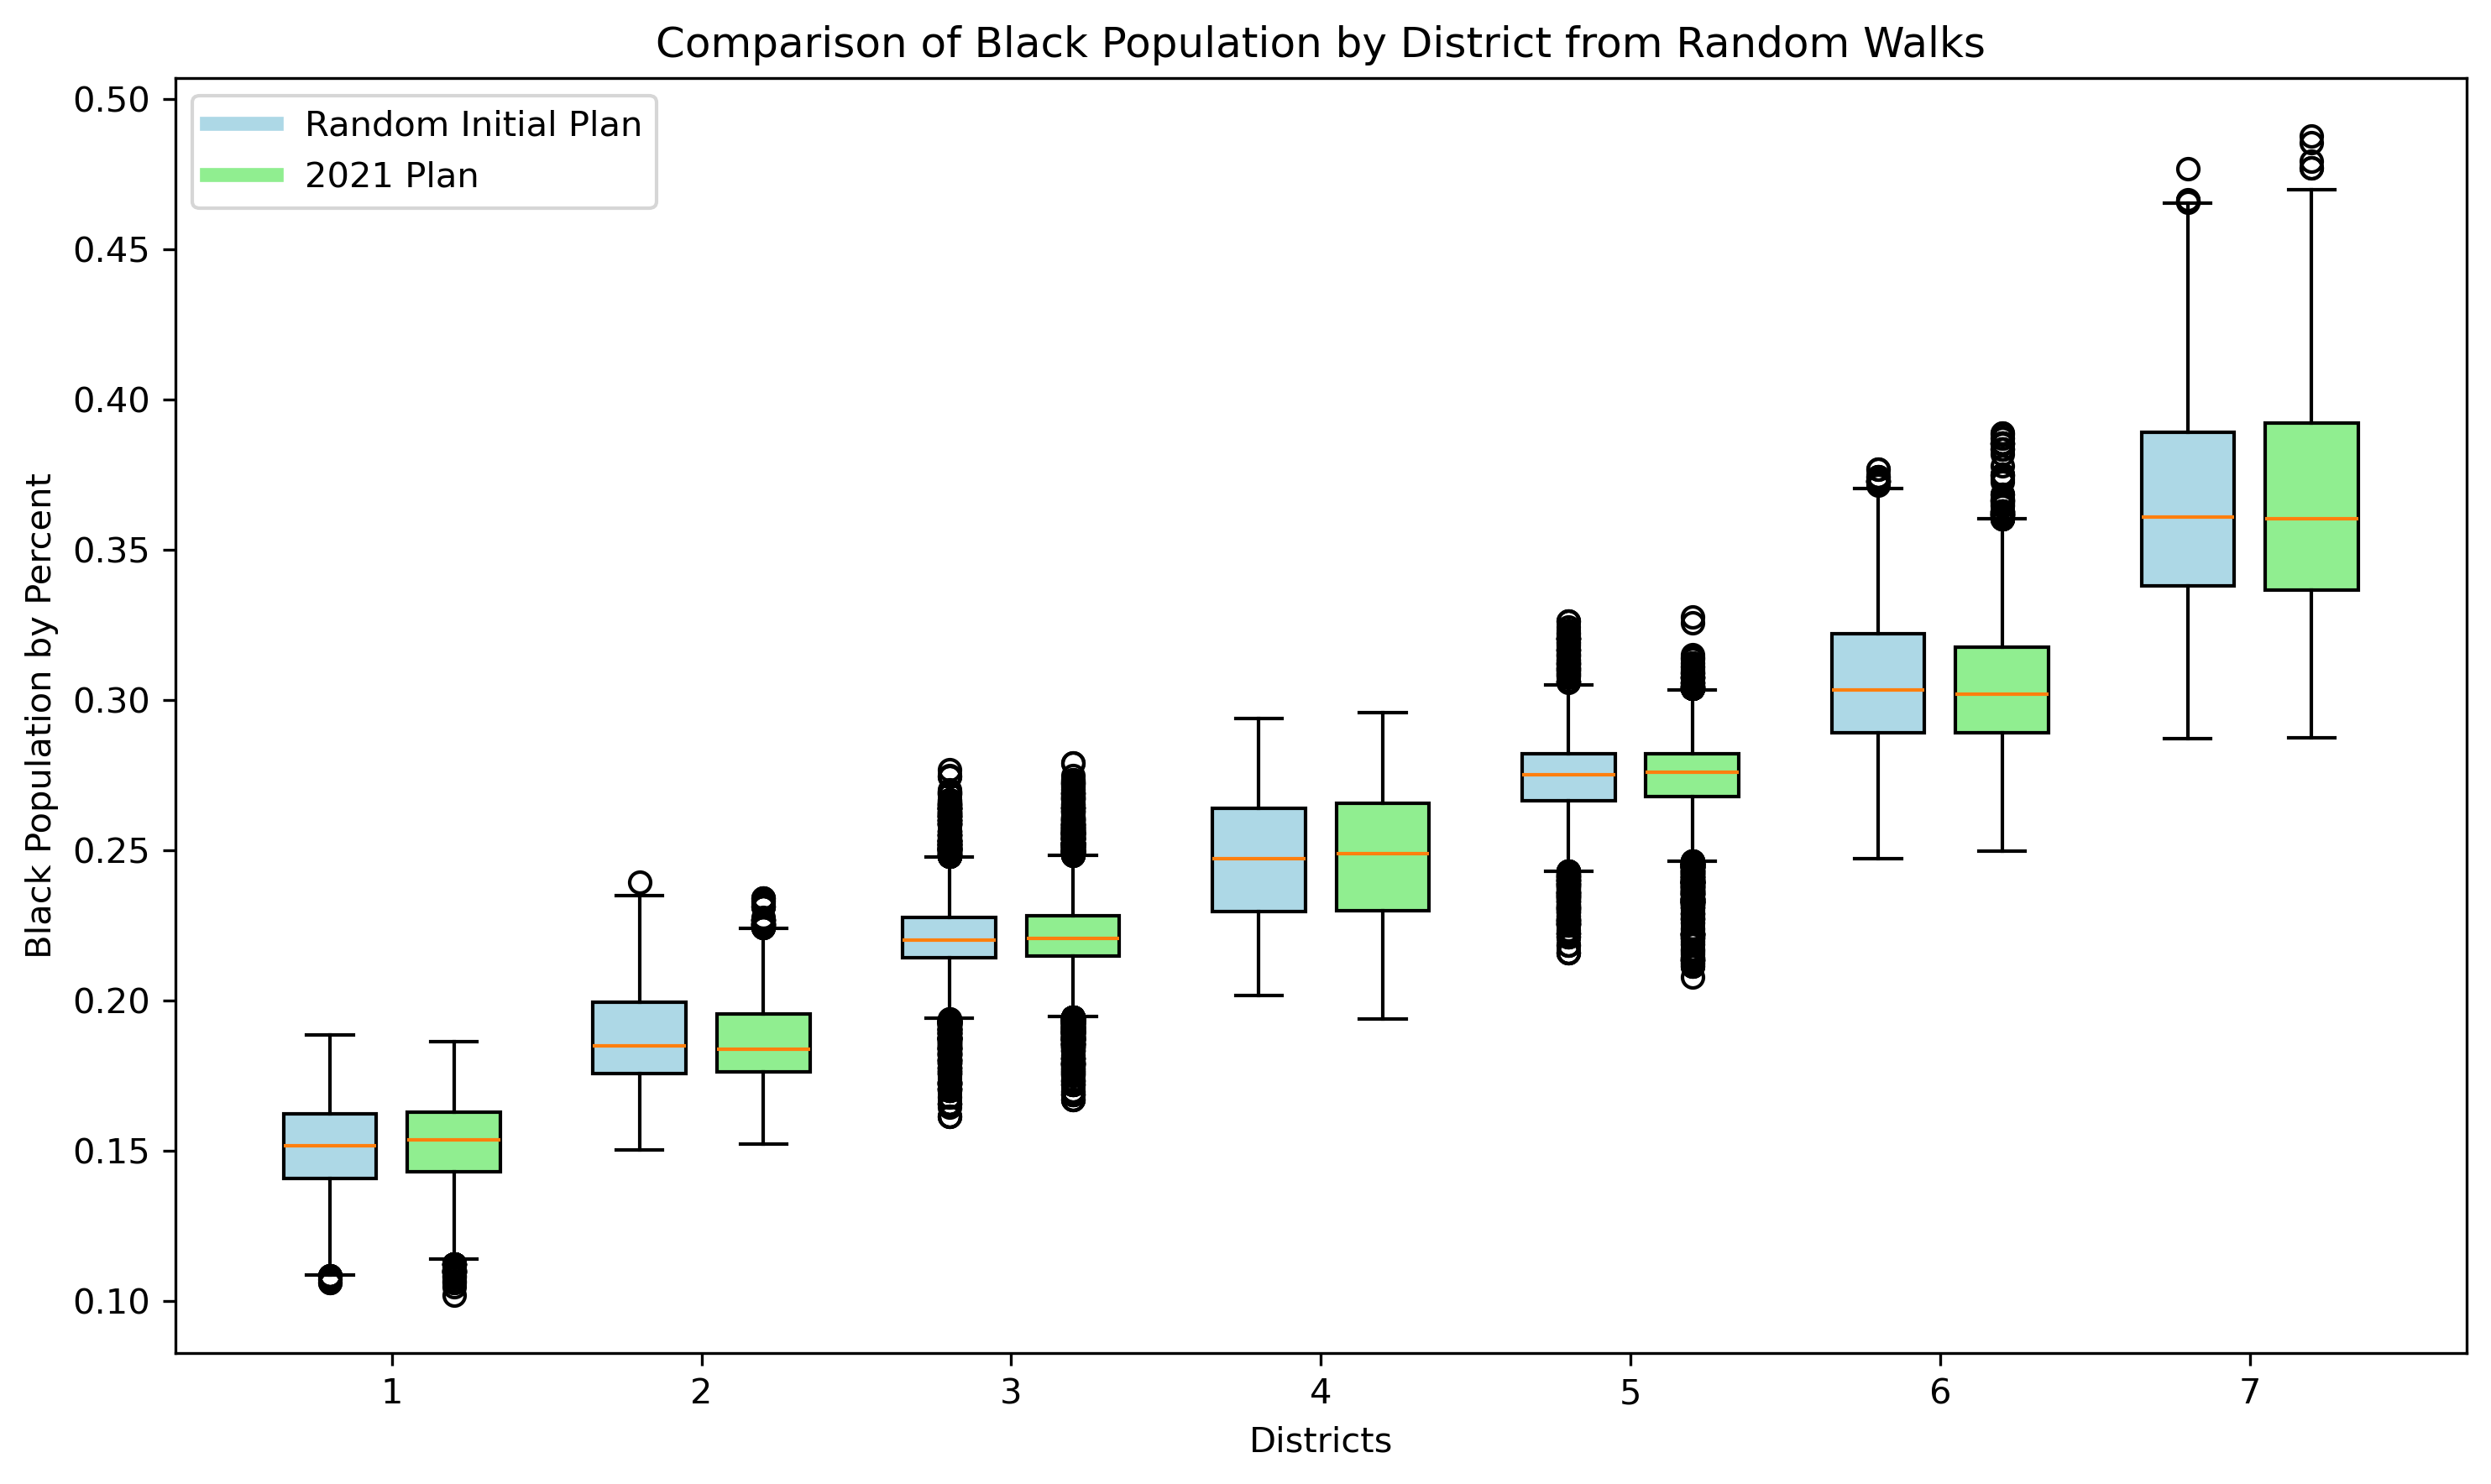 Comparison of Black Population by District from Random Walks
Random Initial Plan
2021 Plan
0.50
0.45
0.40
0.35
0.30
0.25
0.20
0.15
0.10
Black Population by Percent
1 2 3 4 5 6 7
Districts